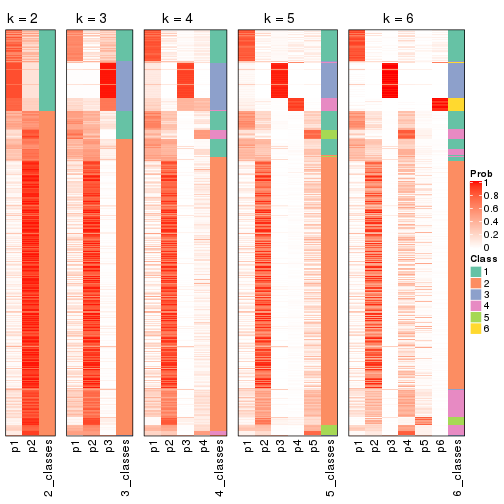 k = 2
k = 3
k = 4
k = 5
k = 6
p1
p2
2_classes
p1
p2
p3
3_classes
p1
p2
p3
p4
4_classes
p1
p2
p3
p4
p5
5_classes
p1
p2
p3
p4
p5
p6
6_classes
Prob
1
0.8
0.6
0.4
0.2
0
Class
1
2
3
4
5
6